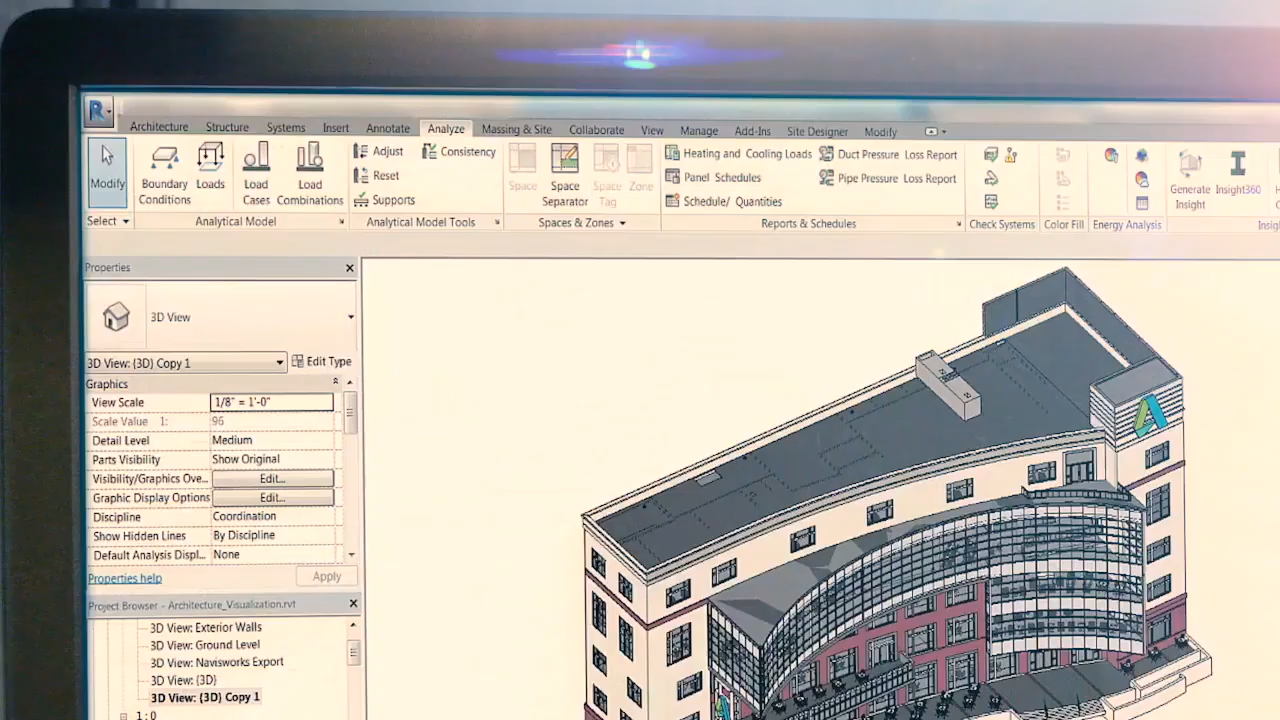 R
Architecture Structure Systems Insert Annotate Analyze Massing & Site Collaborate View Manage Add-Ins Site Designer Modify
Modify
Boundary Conditions
Loads
Load Cases
Load Combinations
Adjust
Reset
Supports
Consistency
Space
Space Separator
Space Tag
Zone
Heating and Cooling Loads
Panel Schedules
Schedule/ Quantities
Duct Pressure Loss Report
Pipe Pressure Loss Report
Generate Insight
Insight360
Select
Analytical Model
Analytical Model Tools
Spaces & Zones
Reports & Schedules
Check Systems
Color Fill
Energy Analysis
Properties
3D View
3D View: {3D} Copy 1
Edit Type
Graphics
View Scale 1/8" = 1'-0"
Scale Value 1: 96
Detail Level Medium
Parts Visibility Show Original
Visibility/Graphics Ove... Edit...
Graphic Display Options Edit...
Discipline Coordination
Show Hidden Lines By Discipline
Default Analysis Displ... None
Properties help
Apply
Project Browser - Architecture_Visualization.rvt
3D View: Exterior Walls
3D View: Ground Level
3D View: Navisworks Export
3D View: {3D}
3D View: {3D} Copy 1